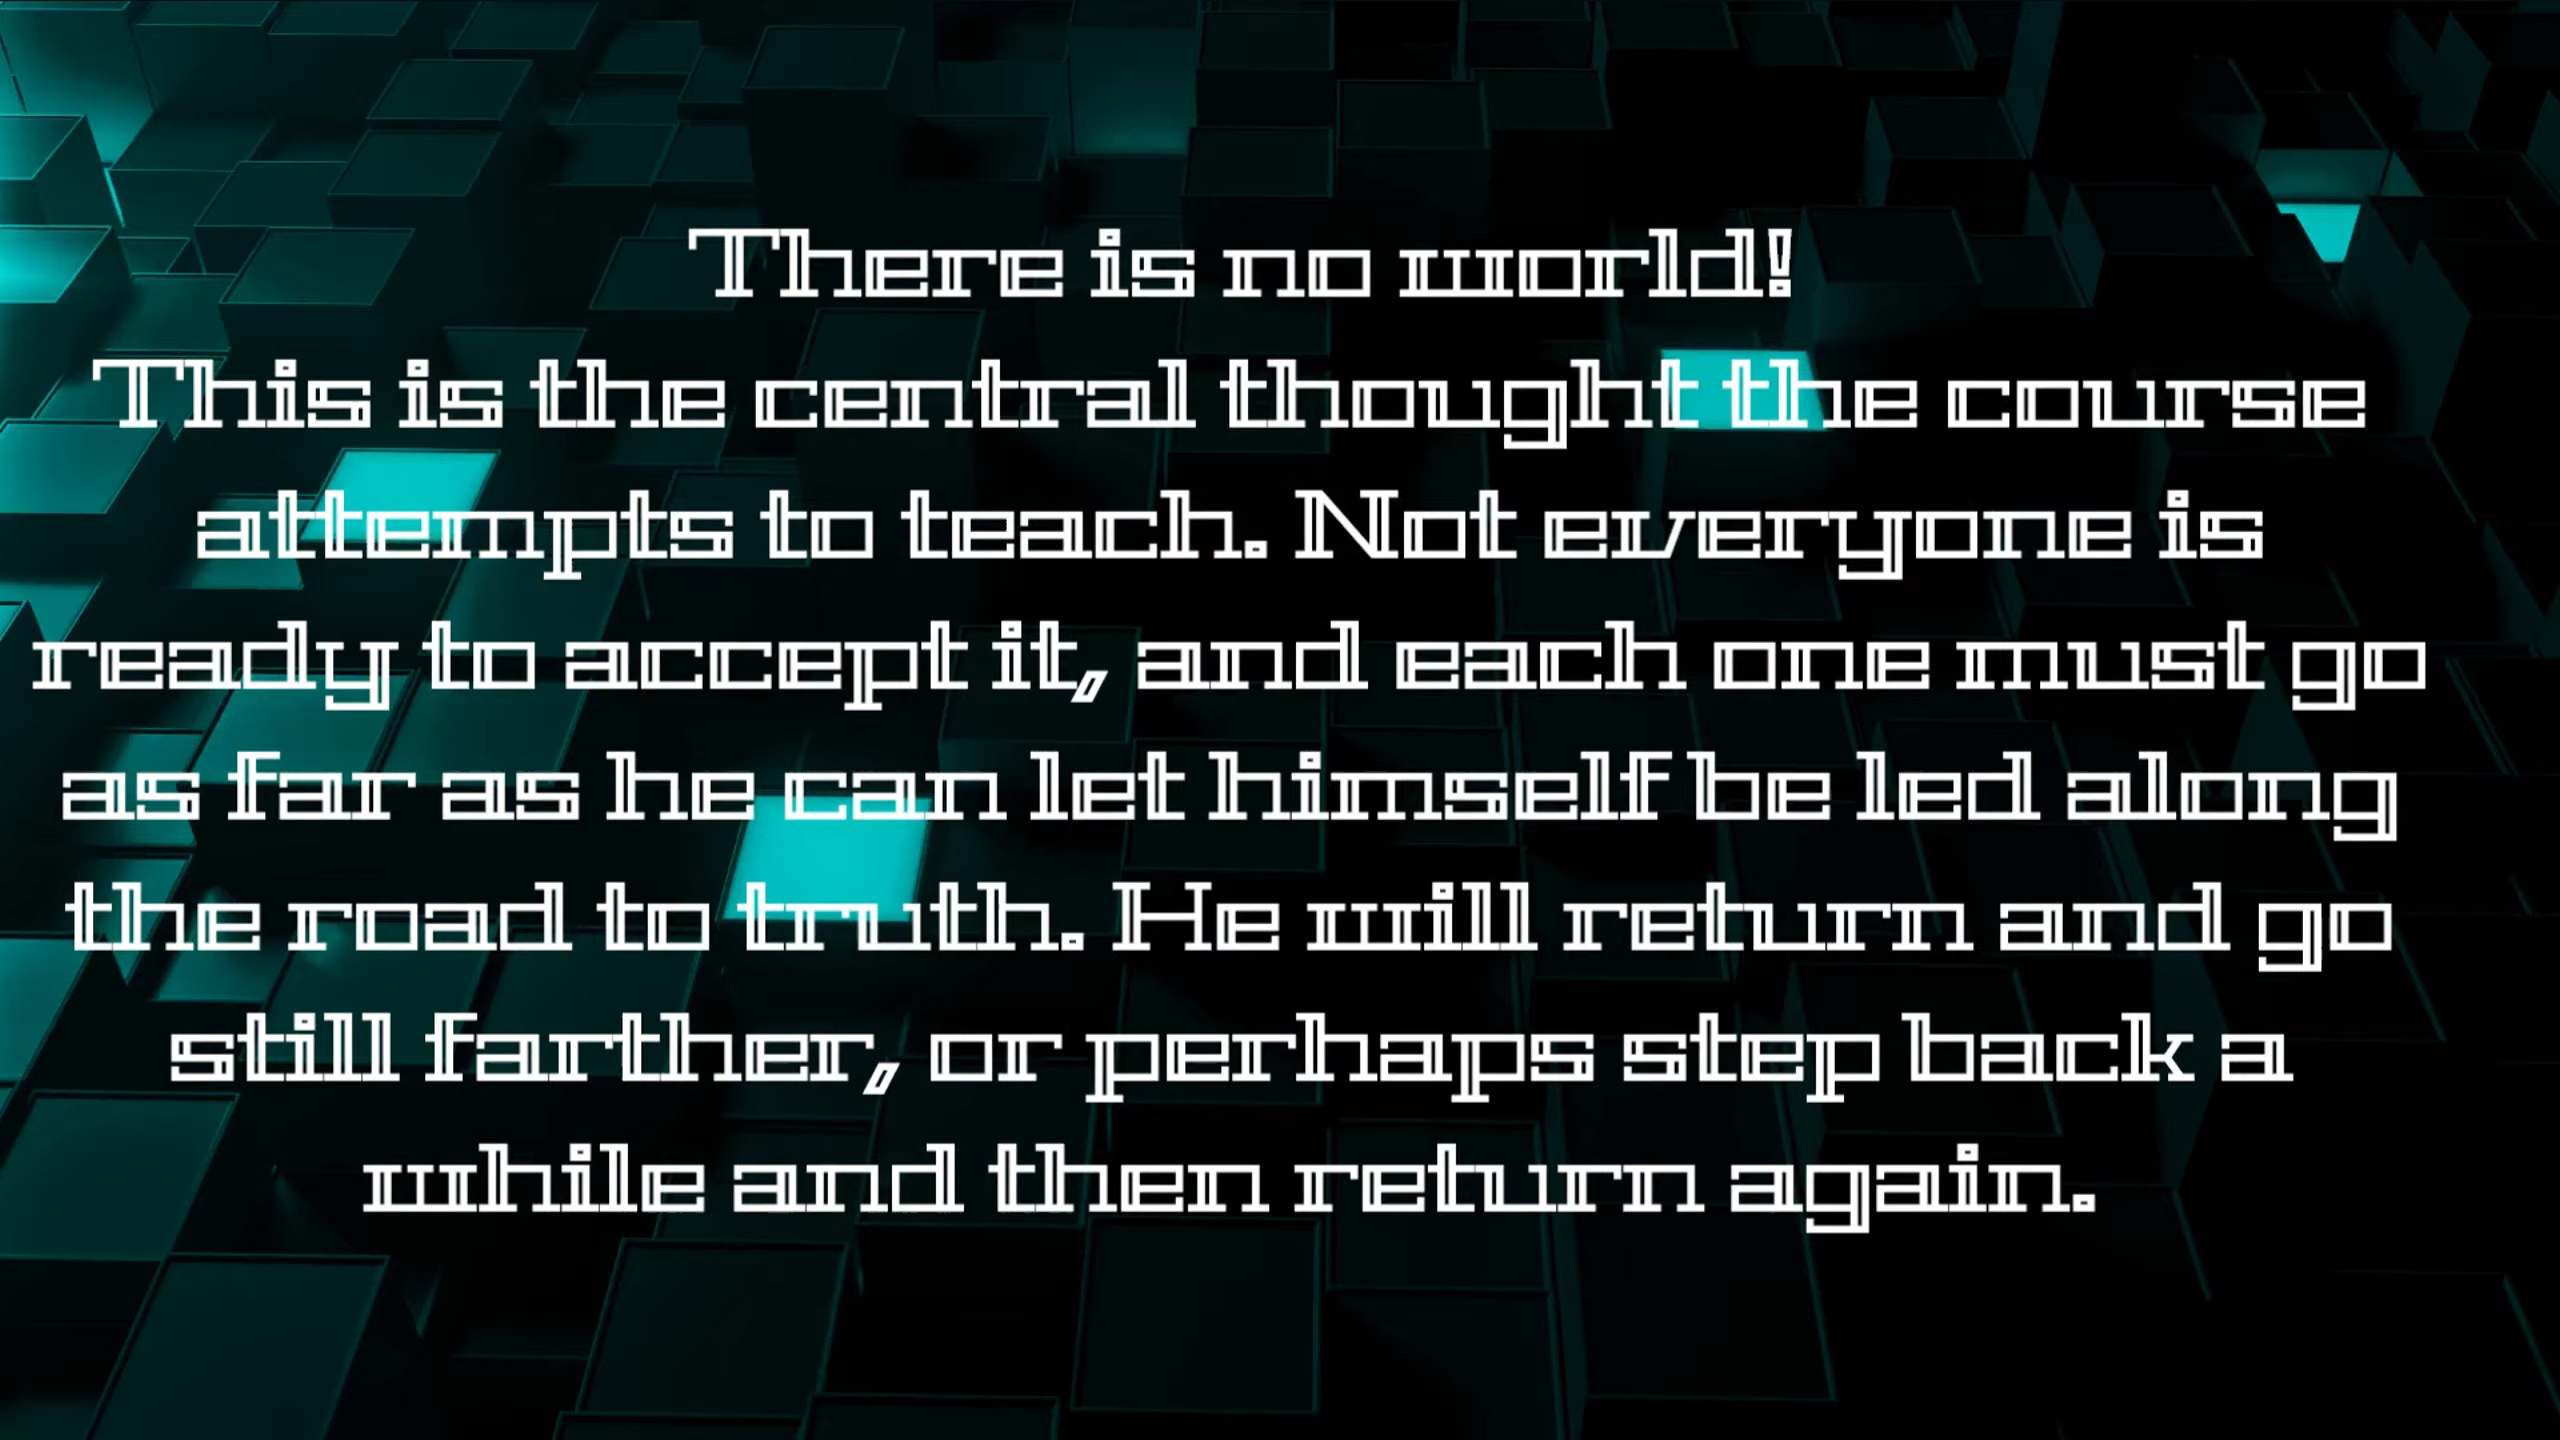 There is no world!
This is the central thought the course
attempts to teach. Not everyone is
ready to accept it, and each one must go
as far as he can let himself be led along
the road to truth. He will return and go
still farther, or perhaps step back a
while and then return again.